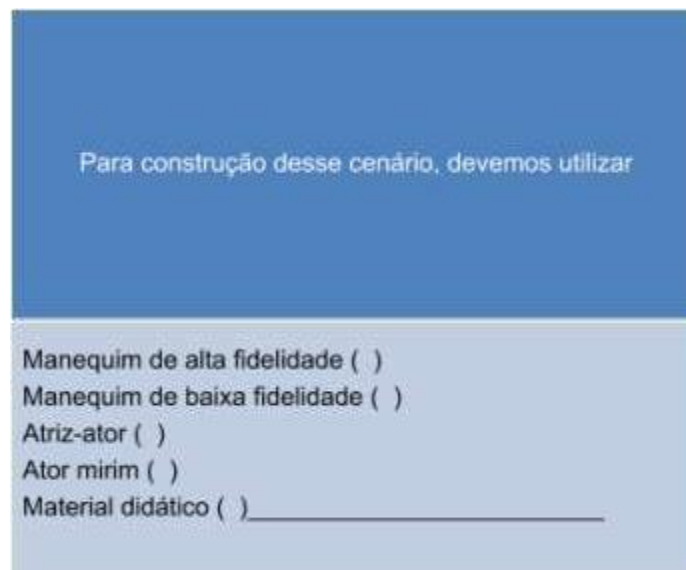 Para construção desse cenário, devemos utilizar
Manequim de alta fidelidade ( )
Manequim de baixa fidelidade ( )
Atriz-ator ( )
Ator mirim ( )
Material didático ( )__________________________